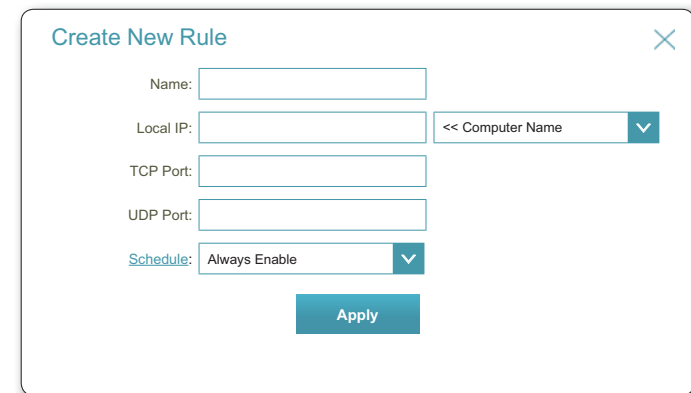 Create New Rule
Name:
Local IP: << Computer Name
TCP Port:
UDP Port:
Schedule: Always Enable
Apply